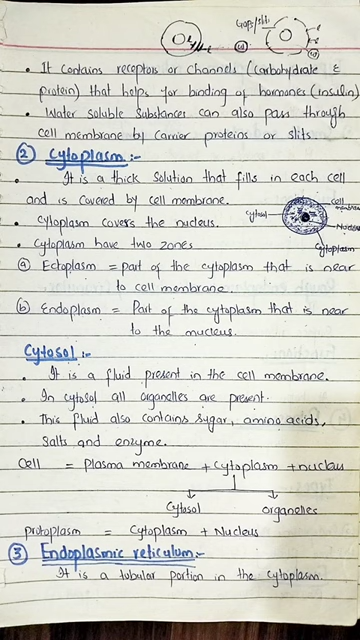 Gaps/slits
• It contains receptors or channels (carbohydrate &
protein) that helps for binding of hormones (insulin)
• Water soluble substances can also pass through
cell membrane by carrier proteins or slits.
② Cytoplasm:-
• It is a thick solution that fills in each cell
and is covered by cell membrane.
• Cytoplasm covers the nucleus.
• Cytoplasm have two zones
Cytosol
Cell
membrane
Nucleus
Cytoplasm
ⓐ Ectoplasm = part of the cytoplasm that is near
to cell membrane.
ⓑ Endoplasm = Part of the cytoplasm that is near
to the nucleus.
Cytosol :-
• It is a fluid present in the cell membrane.
• In cytosol all organelles are present.
• This fluid also contains sugar, amino acids,
salts and enzyme.
Cell = Plasma membrane + cytoplasm + nucleus
Cytosol organelles
protoplasm = Cytoplasm + Nucleus
③ Endoplasmic reticulum:-
It is a tubular portion in the cytoplasm.